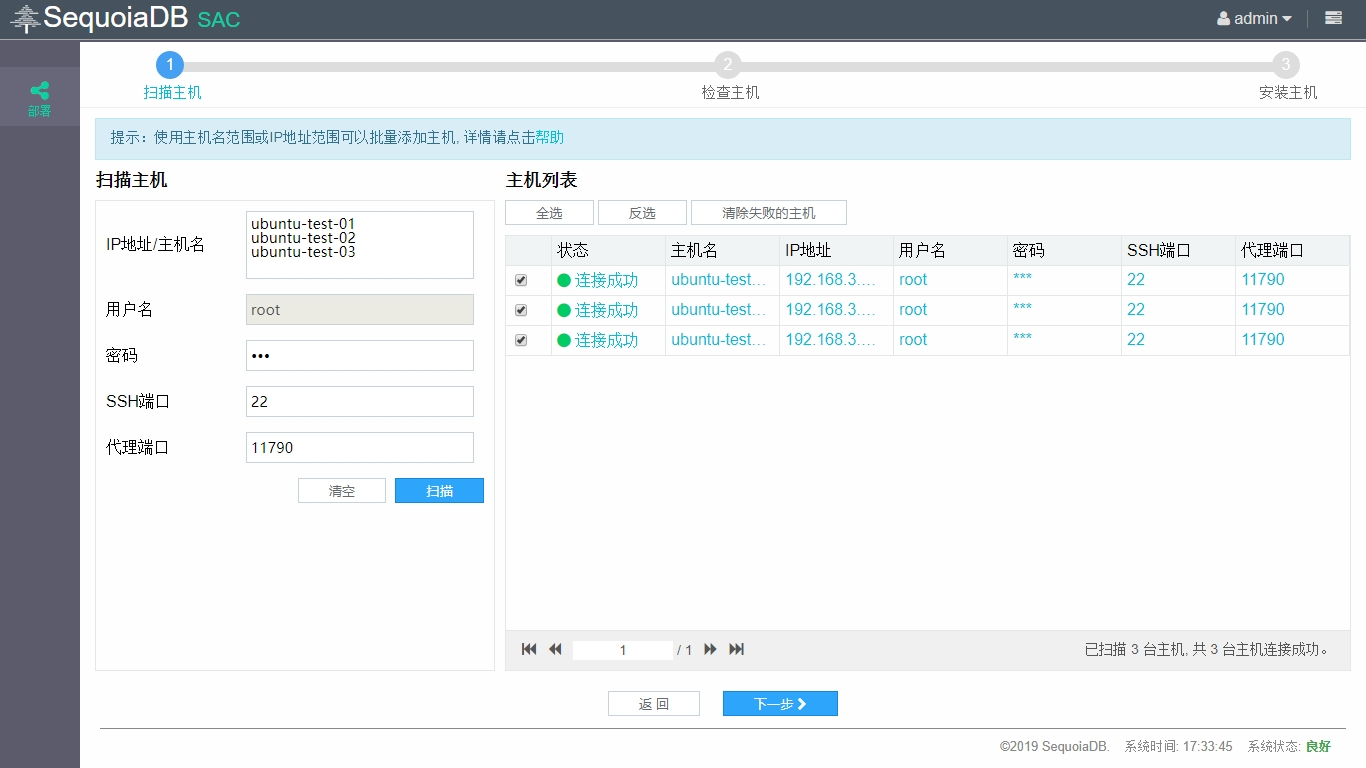 SequoiaDB SAC
admin
部署
1 2 3
扫描主机 检查主机 安装主机
提示：使用主机名范围或IP地址范围可以批量添加主机, 详情请点击帮助
扫描主机
IP地址/主机名
ubuntu-test-01
ubuntu-test-02
ubuntu-test-03
用户名 root
密码 •••
SSH端口 22
代理端口 11790
清空 扫描
主机列表
全选 反选 清除失败的主机
状态 主机名 IP地址 用户名 密码 SSH端口 代理端口
连接成功 ubuntu-test... 192.168.3.... root *** 22 11790
连接成功 ubuntu-test... 192.168.3.... root *** 22 11790
连接成功 ubuntu-test... 192.168.3.... root *** 22 11790
1 / 1
已扫描 3 台主机, 共 3 台主机连接成功。
返 回 下一步
©2019 SequoiaDB. 系统时间: 17:33:45 系统状态: 良好